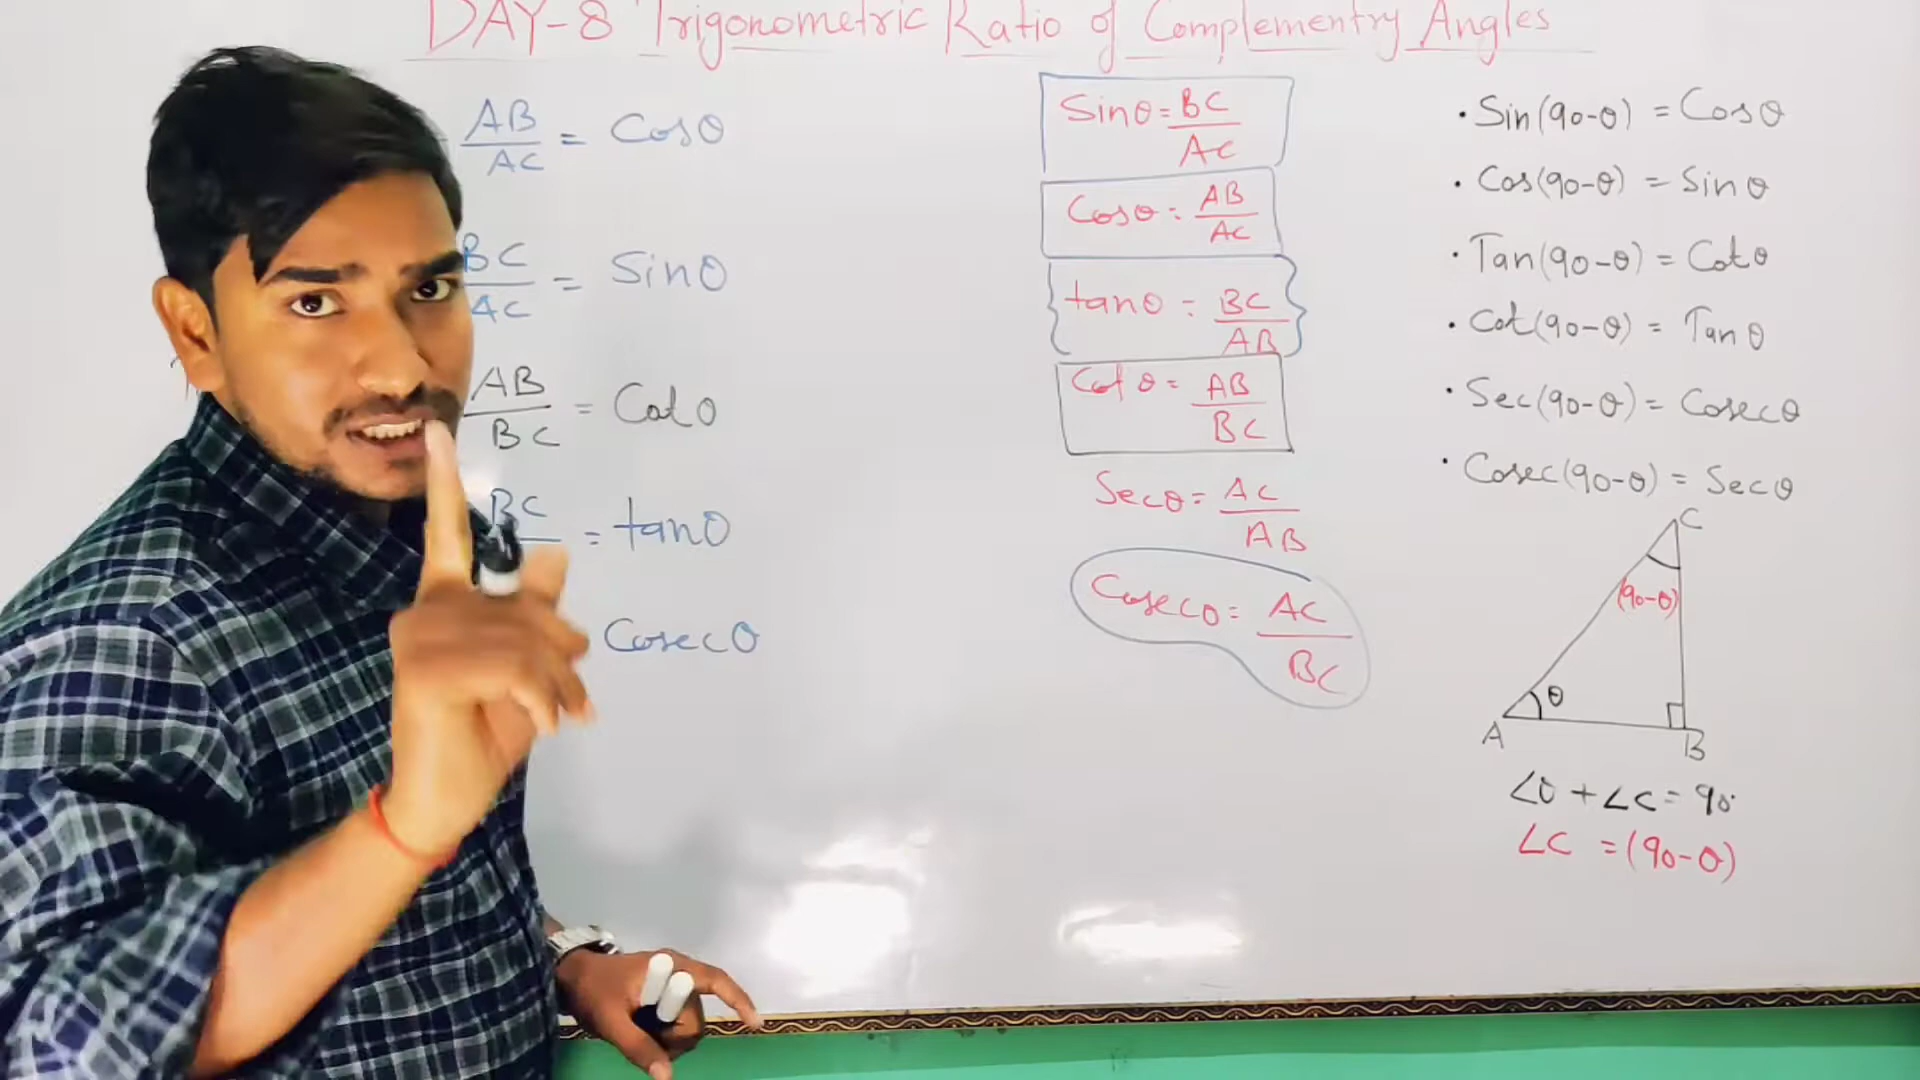 DAY-8 Trigonometric Ratio of Complementry Angles
AB/AC = Cosθ
BC/AC = Sinθ
AB/BC = Cotθ
BC = tanθ
Cosecθ
Sinθ = BC/AC
Cosθ = AB/AC
tanθ = BC/AB
Cotθ = AB/BC
Secθ = AC/AB
Cosecθ = AC/BC
• Sin(90-θ) = Cosθ
• Cos(90-θ) = Sinθ
• Tan(90-θ) = Cotθ
• Cot(90-θ) = Tanθ
• Sec(90-θ) = Cosecθ
• Cosec(90-θ) = Secθ
C
(90-θ)
θ
A
B
∠θ + ∠C = 90°
∠C = (90-θ)